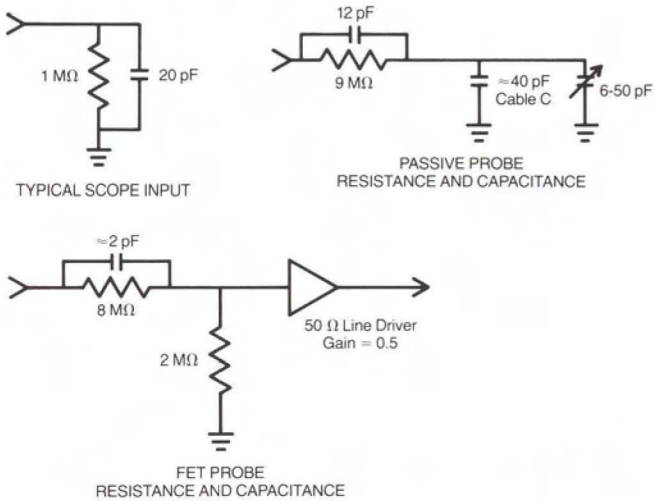 1 MΩ
20 pF
TYPICAL SCOPE INPUT
12 pF
9 MΩ
≈40 pF
Cable C
6-50 pF
PASSIVE PROBE
RESISTANCE AND CAPACITANCE
≈2 pF
8 MΩ
2 MΩ
50 Ω Line Driver
Gain = 0.5
FET PROBE
RESISTANCE AND CAPACITANCE